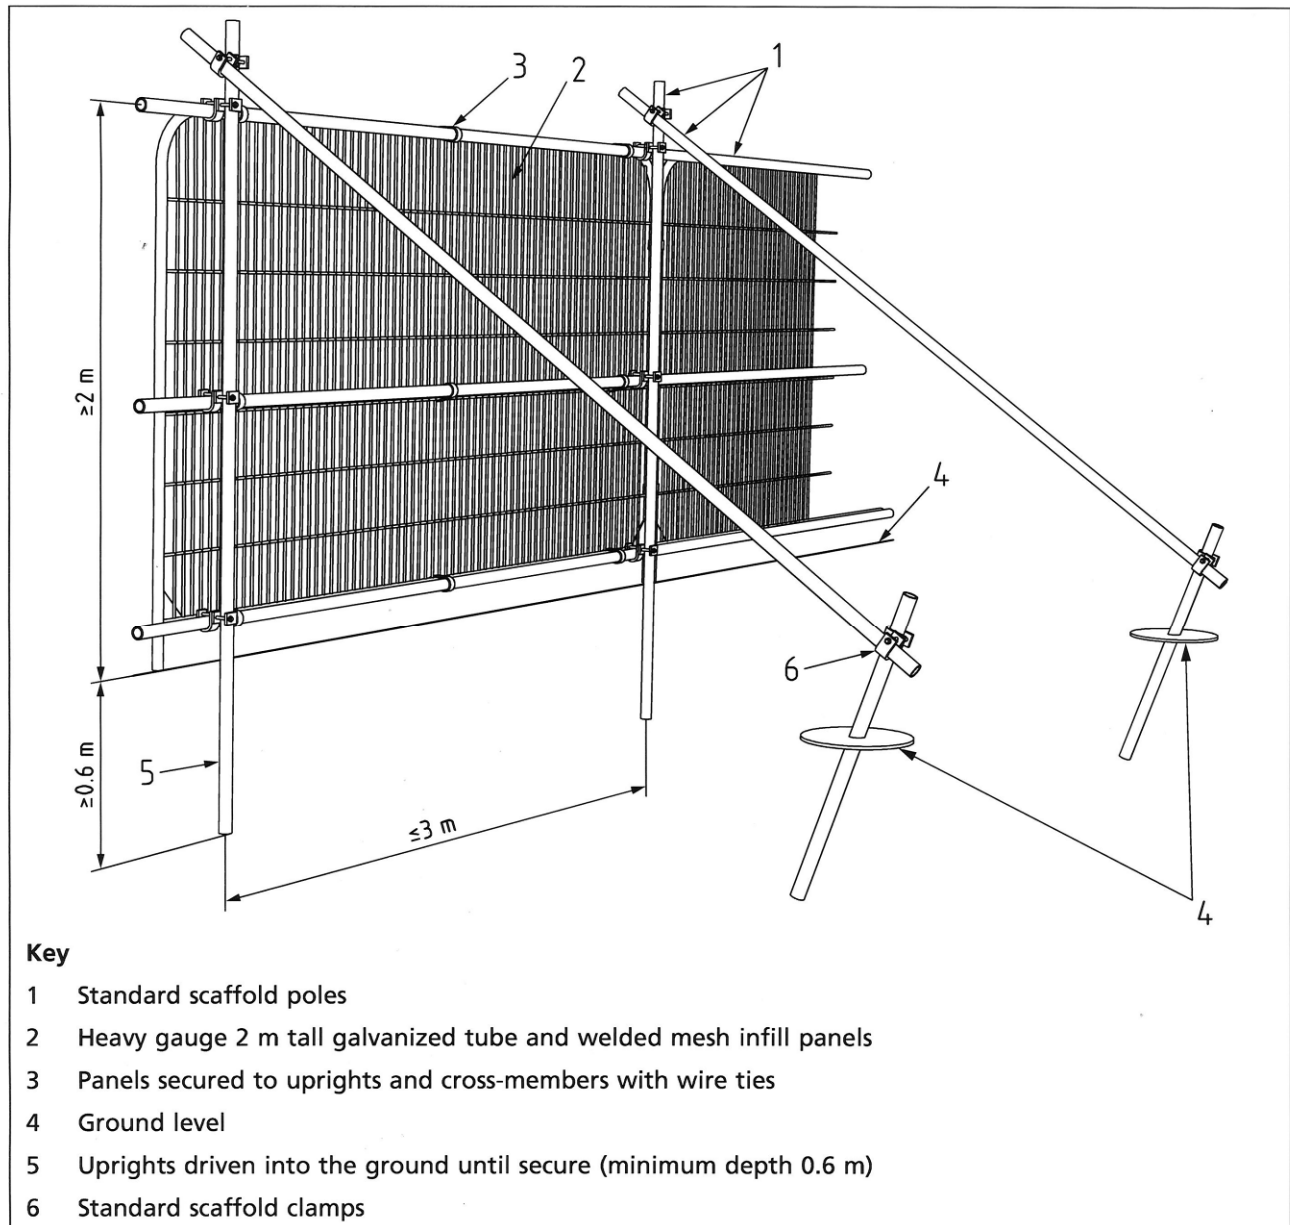 1
3
2
≥2 m
4
6
5
≥0.6 m
≤3 m
4
Key
1 Standard scaffold poles
2 Heavy gauge 2 m tall galvanized tube and welded mesh infill panels
3 Panels secured to uprights and cross-members with wire ties
4 Ground level
5 Uprights driven into the ground until secure (minimum depth 0.6 m)
6 Standard scaffold clamps